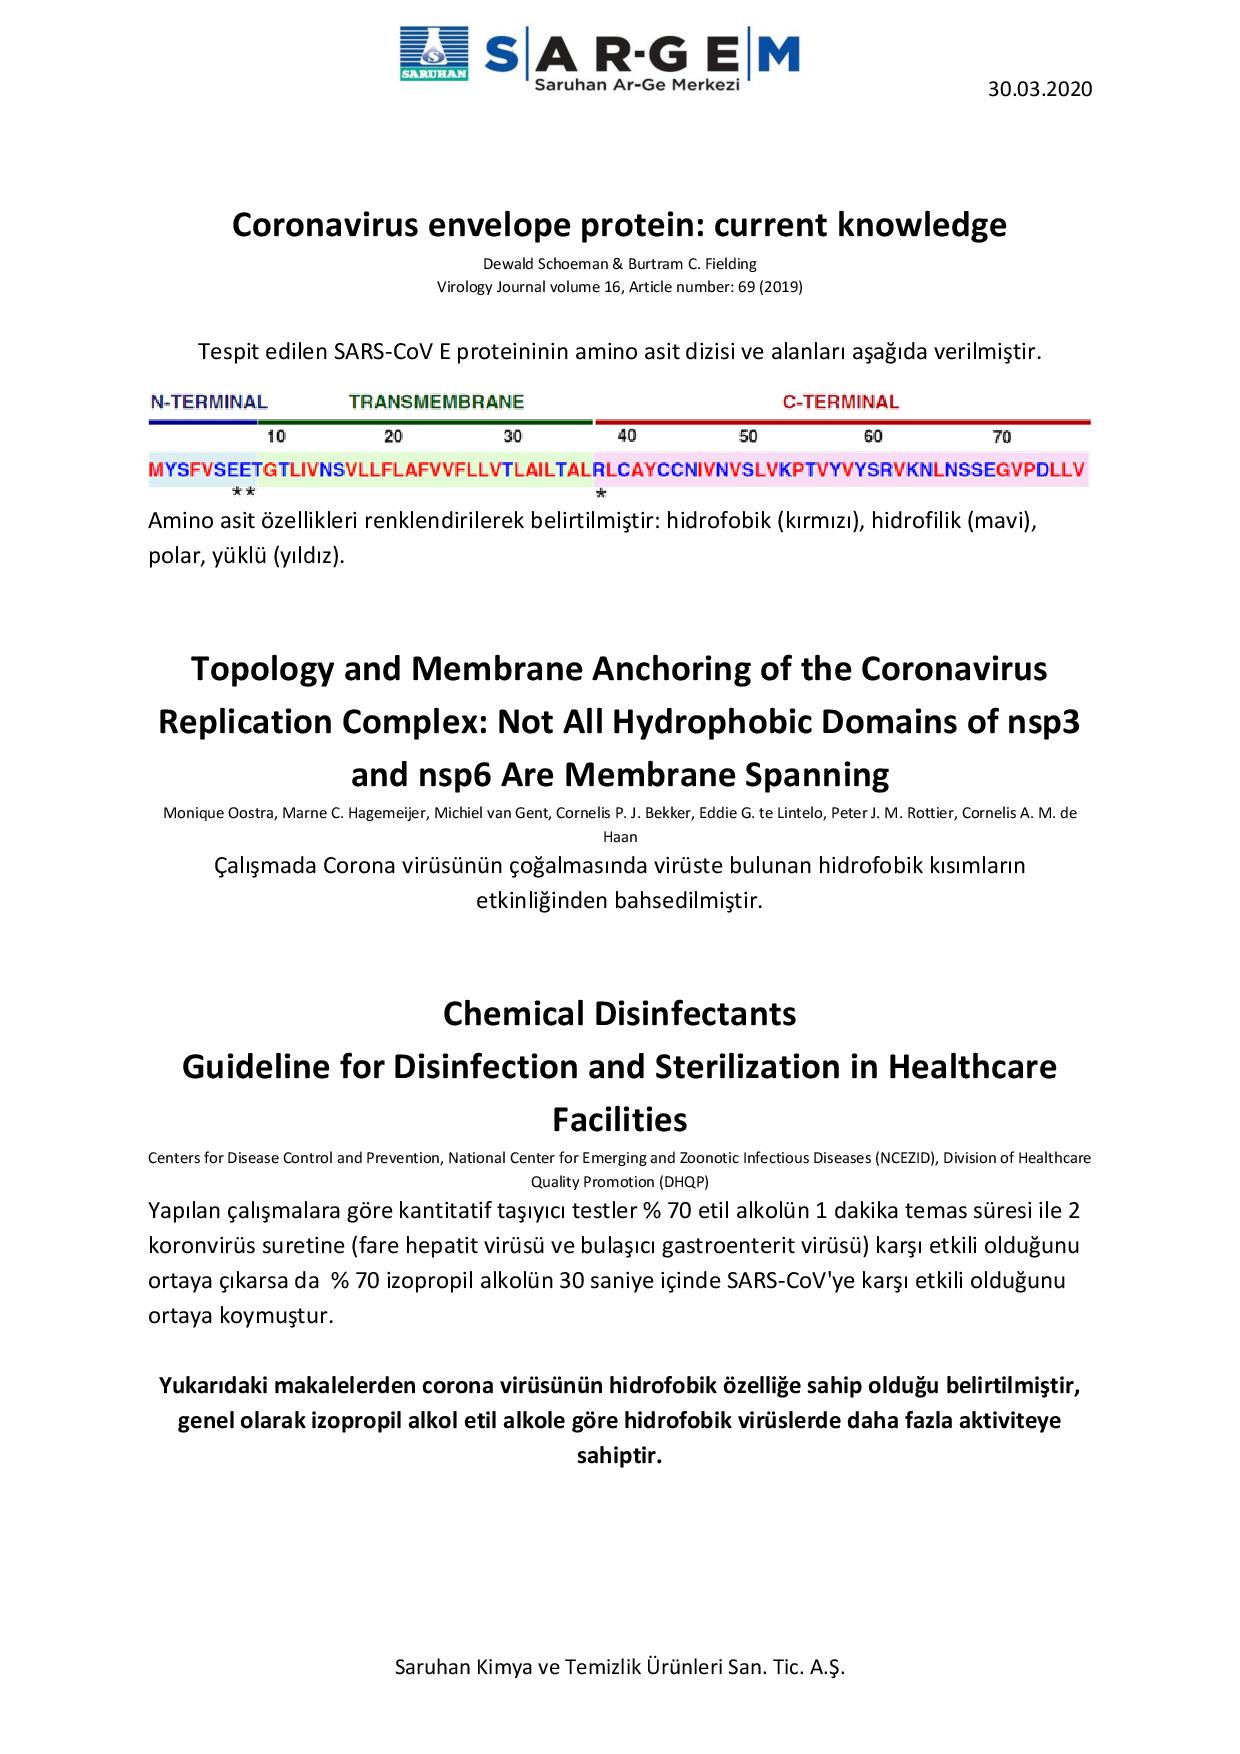 SARUHAN
S|AR-GE|M
Saruhan Ar-Ge Merkezi
30.03.2020
Coronavirus envelope protein: current knowledge
Dewald Schoeman & Burtram C. Fielding
Virology Journal volume 16, Article number: 69 (2019)
Tespit edilen SARS-CoV E proteininin amino asit dizisi ve alanları aşağıda verilmiştir.
N-TERMINAL TRANSMEMBRANE C-TERMINAL
10 20 30 40 50 60 70
MYSFVSEETGTLIVNSVLLFLAFVVFLLVTLAILTALRLCAYCCNIVNVSLVKPTVYVYSRVKNLNSSEGVPDLLV
** *
Amino asit özellikleri renklendirilerek belirtilmiştir: hidrofobik (kırmızı), hidrofilik (mavi),
polar, yüklü (yıldız).
Topology and Membrane Anchoring of the Coronavirus
Replication Complex: Not All Hydrophobic Domains of nsp3
and nsp6 Are Membrane Spanning
Monique Oostra, Marne C. Hagemeijer, Michiel van Gent, Cornelis P. J. Bekker, Eddie G. te Lintelo, Peter J. M. Rottier, Cornelis A. M. de
Haan
Çalışmada Corona virüsünün çoğalmasında virüste bulunan hidrofobik kısımların
etkinliğinden bahsedilmiştir.
Chemical Disinfectants
Guideline for Disinfection and Sterilization in Healthcare
Facilities
Centers for Disease Control and Prevention, National Center for Emerging and Zoonotic Infectious Diseases (NCEZID), Division of Healthcare
Quality Promotion (DHQP)
Yapılan çalışmalara göre kantitatif taşıyıcı testler % 70 etil alkolün 1 dakika temas süresi ile 2
koronvirüs suretine (fare hepatit virüsü ve bulaşıcı gastroenterit virüsü) karşı etkili olduğunu
ortaya çıkarsa da % 70 izopropil alkolün 30 saniye içinde SARS-CoV'ye karşı etkili olduğunu
ortaya koymuştur.
Yukarıdaki makalelerden corona virüsünün hidrofobik özelliğe sahip olduğu belirtilmiştir,
genel olarak izopropil alkol etil alkole göre hidrofobik virüslerde daha fazla aktiviteye
sahiptir.
Saruhan Kimya ve Temizlik Ürünleri San. Tic. A.Ş.